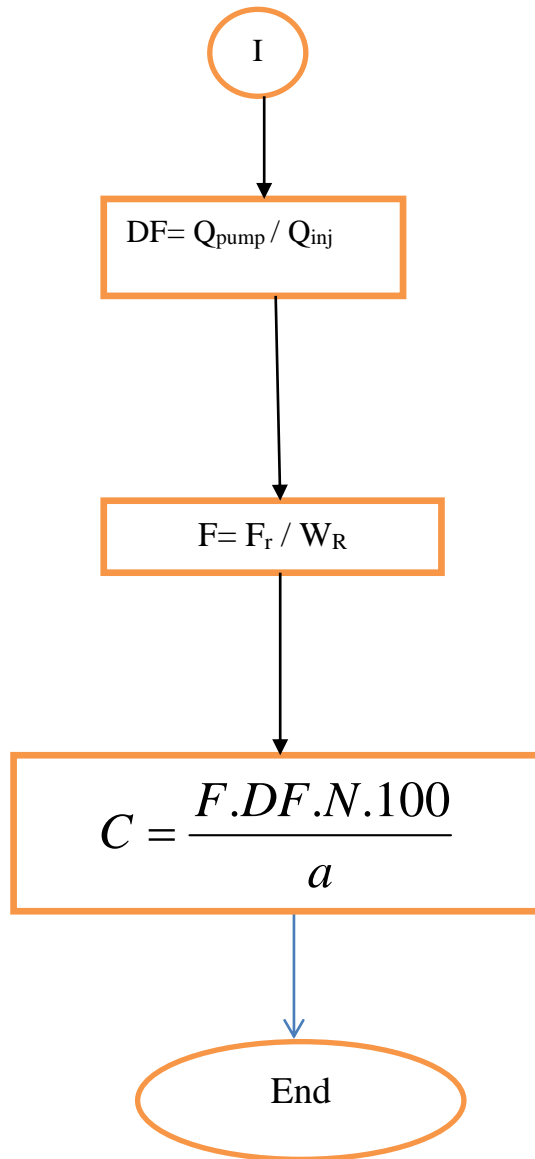 I
DF= Qpump / Qinj
F= Fr / WR
C = F.DF.N.100 / a
End